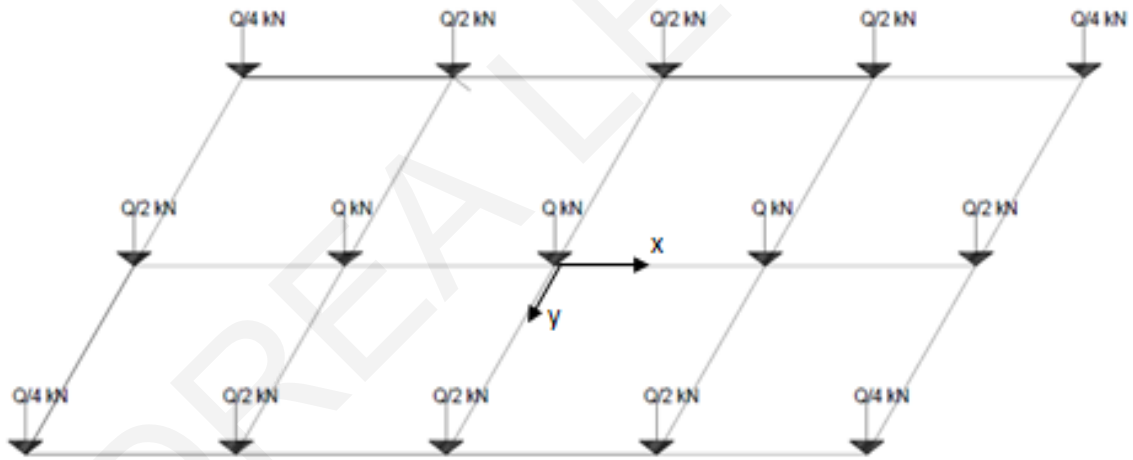 Q/4 kN Q/2 kN Q/2 kN Q/2 kN Q/4 kN
Q/2 kN Q kN Q kN Q kN Q/2 kN
x
y
Q/4 kN Q/2 kN Q/2 kN Q/2 kN Q/4 kN